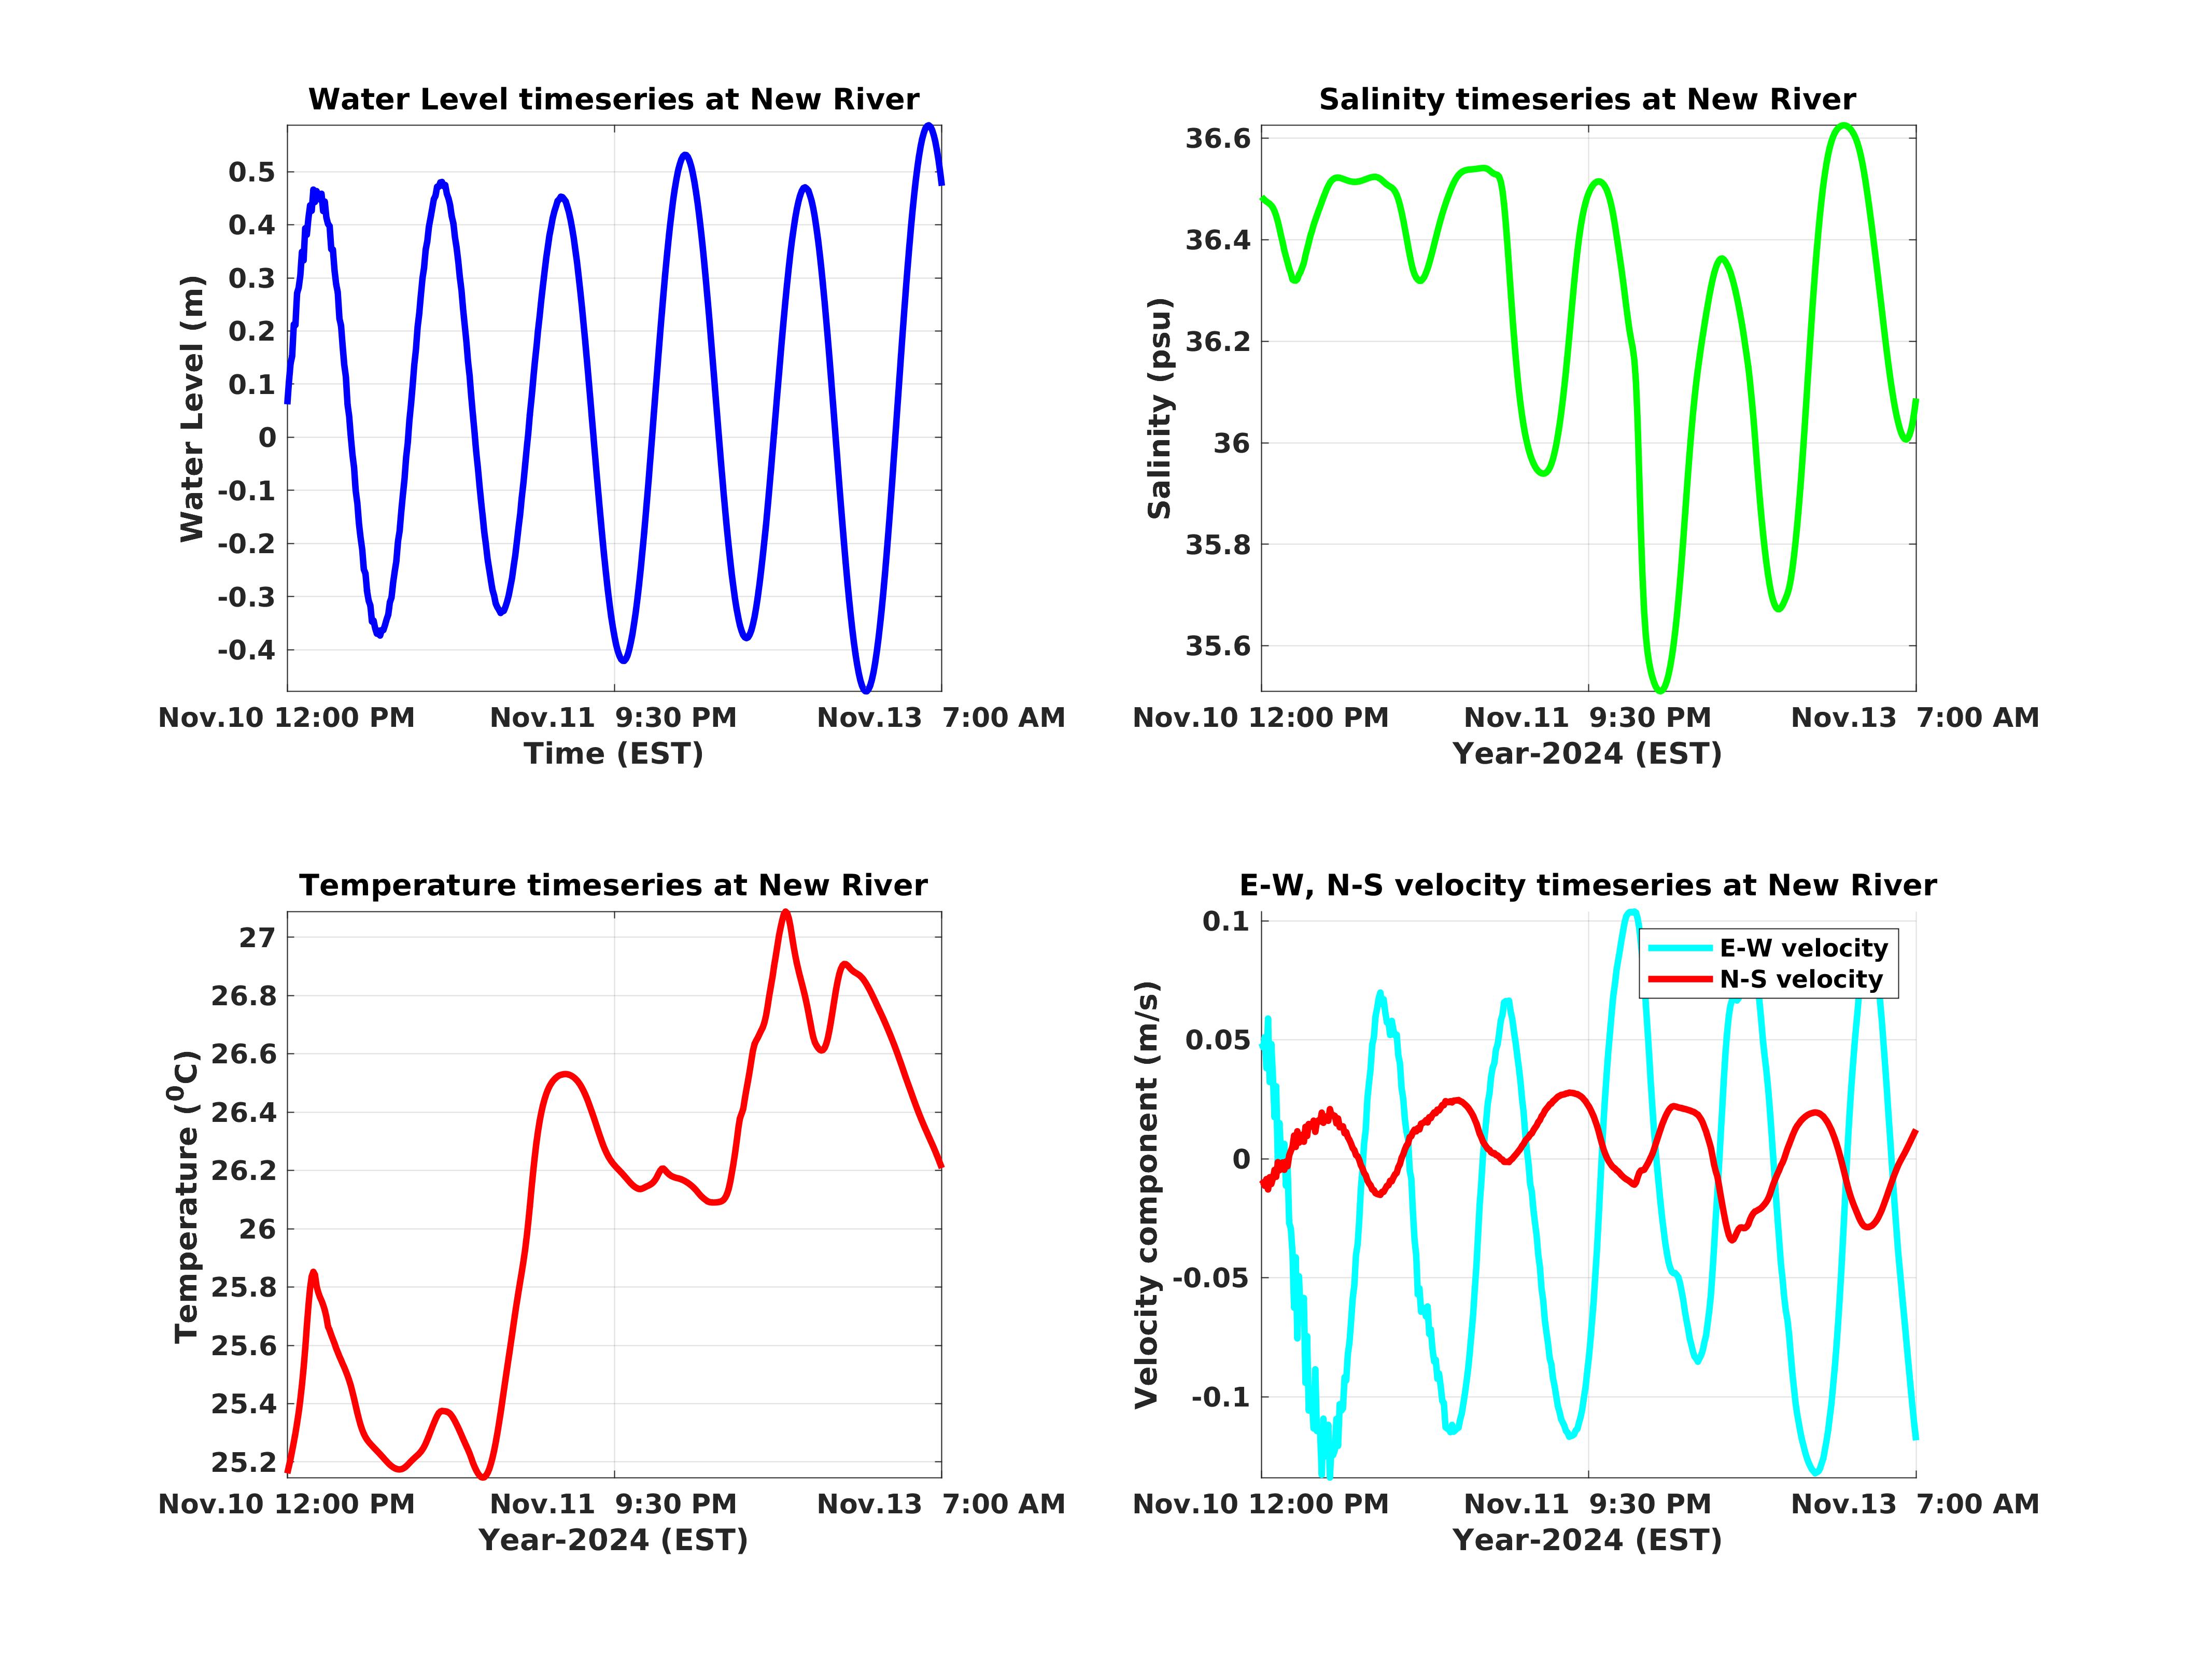 Water Level timeseries at New River
0.5
0.4
0.3
0.2
0.1
0
-0.1
-0.2
-0.3
-0.4
Water Level (m)
Nov.10 12:00 PM Nov.11 9:30 PM Nov.13 7:00 AM
Time (EST)
Salinity timeseries at New River
36.6
36.4
36.2
36
35.8
35.6
Salinity (psu)
Nov.10 12:00 PM Nov.11 9:30 PM Nov.13 7:00 AM
Year-2024 (EST)
Temperature timeseries at New River
27
26.8
26.6
26.4
26.2
26
25.8
25.6
25.4
25.2
Temperature (⁰C)
Nov.10 12:00 PM Nov.11 9:30 PM Nov.13 7:00 AM
Year-2024 (EST)
E-W, N-S velocity timeseries at New River
0.1
0.05
0
-0.05
-0.1
Velocity component (m/s)
E-W velocity
N-S velocity
Nov.10 12:00 PM Nov.11 9:30 PM Nov.13 7:00 AM
Year-2024 (EST)